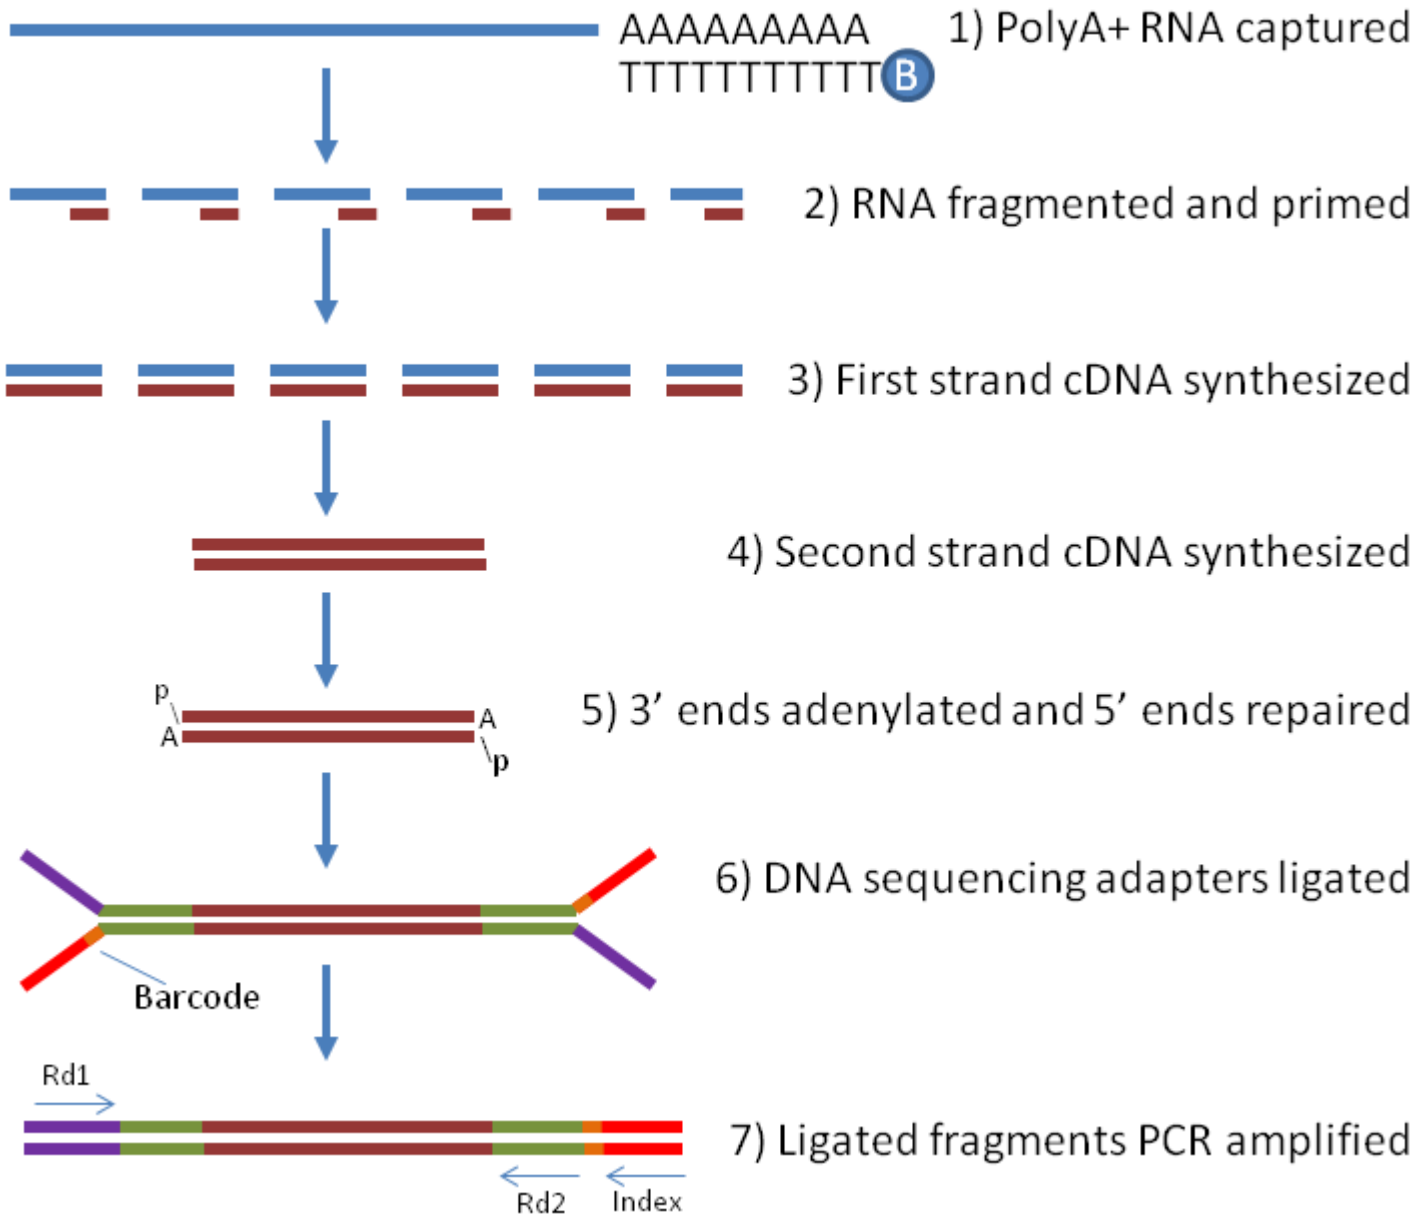 AAAAAAAAA 1) PolyA+ RNA captured
TTTTTTTTTTT B
2) RNA fragmented and primed
3) First strand cDNA synthesized
4) Second strand cDNA synthesized
p
A 5) 3’ ends adenylated and 5’ ends repaired
A
p
6) DNA sequencing adapters ligated
Barcode
Rd1
7) Ligated fragments PCR amplified
Rd2 Index